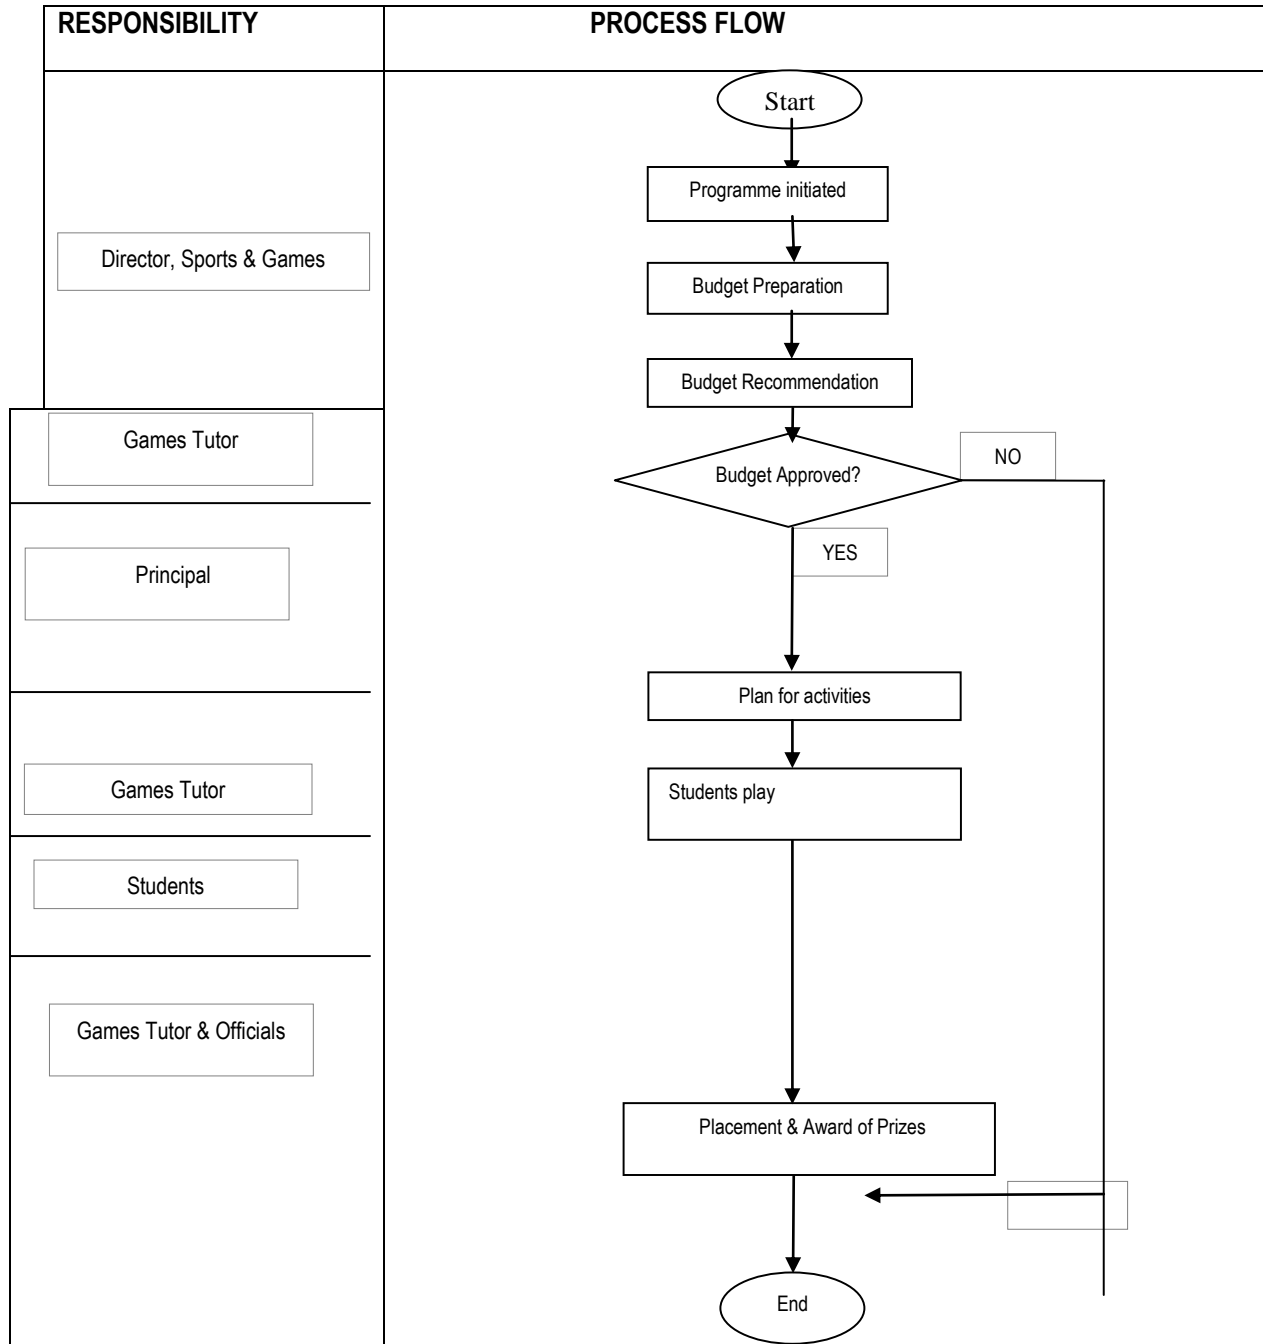 RESPONSIBILITY
PROCESS FLOW
Start
Programme initiated
Director, Sports & Games
Budget Preparation
Budget Recommendation
Games Tutor
Budget Approved?
NO
YES
Principal
Plan for activities
Games Tutor
Students play
Students
Games Tutor & Officials
Placement & Award of Prizes
End